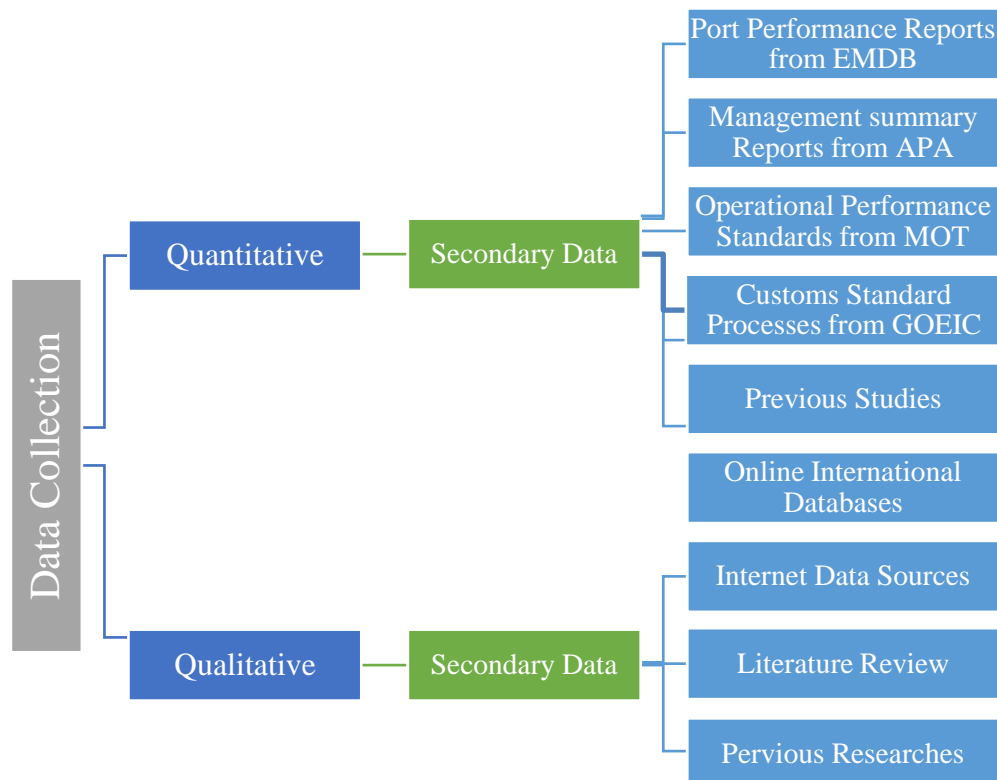 Data Collection
Quantitative
Secondary Data
Port Performance Reports
from EMDB
Management summary
Reports from APA
Operational Performance
Standards from MOT
Customs Standard
Processes from GOEIC
Previous Studies
Online International
Databases
Qualitative
Secondary Data
Internet Data Sources
Literature Review
Pervious Researches